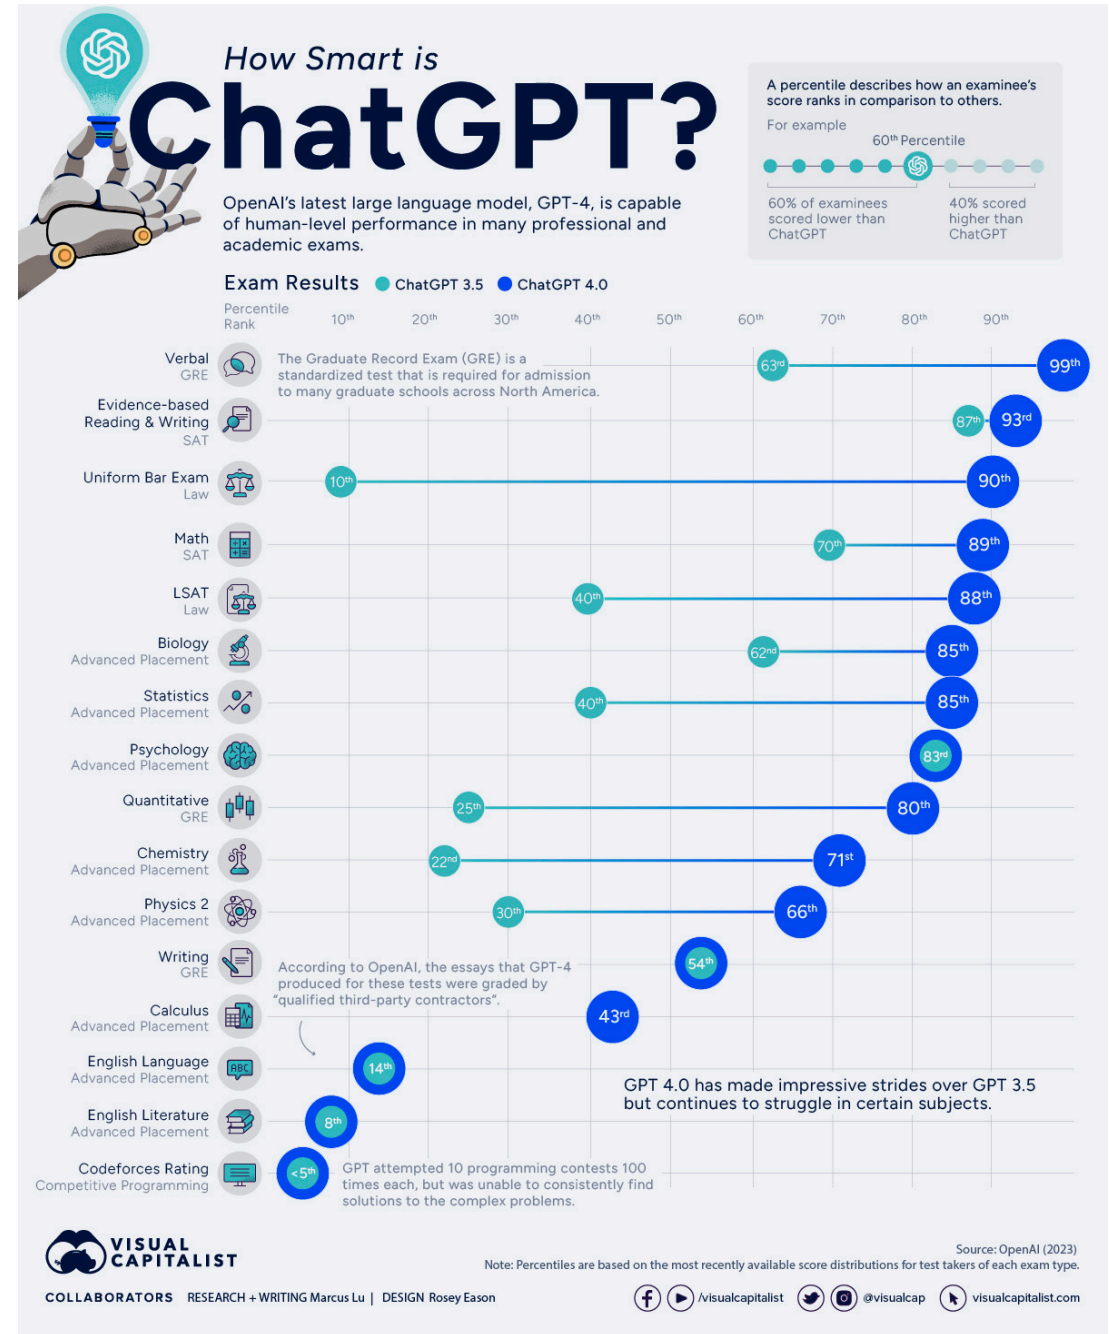 How Smart is
ChatGPT?
OpenAI's latest large language model, GPT-4, is capable
of human-level performance in many professional and
academic exams.
A percentile describes how an examinee's
score ranks in comparison to others.
For example
60th Percentile
60% of examinees
scored lower than
ChatGPT
40% scored
higher than
ChatGPT
Exam Results ChatGPT 3.5 ChatGPT 4.0
Percentile
Rank
10th 20th 30th 40th 50th 60th 70th 80th 90th
Verbal
GRE
The Graduate Record Exam (GRE) is a
standardized test that is required for admission
to many graduate schools across North America.
63rd 99th
Evidence-based
Reading & Writing
SAT
87th 93rd
Uniform Bar Exam
Law
10th 90th
Math
SAT
70th 89th
LSAT
Law
40th 88th
Biology
Advanced Placement
62nd 85th
Statistics
Advanced Placement
40th 85th
Psychology
Advanced Placement
83rd
Quantitative
GRE
25th 80th
Chemistry
Advanced Placement
22nd 71st
Physics 2
Advanced Placement
30th 66th
Writing
GRE
54th
According to OpenAI, the essays that GPT-4
produced for these tests were graded by
"qualified third-party contractors".
Calculus
Advanced Placement
43rd
English Language
Advanced Placement
ABC
14th
GPT 4.0 has made impressive strides over GPT 3.5
but continues to struggle in certain subjects.
English Literature
Advanced Placement
8th
Codeforces Rating
Competitive Programming
<5th
GPT attempted 10 programming contests 100
times each, but was unable to consistently find
solutions to the complex problems.
VISUAL
CAPITALIST
Source: OpenAI (2023)
Note: Percentiles are based on the most recently available score distributions for test takers of each exam type.
COLLABORATORS RESEARCH + WRITING Marcus Lu | DESIGN Rosey Eason
/visualcapitalist @visualcap visualcapitalist.com